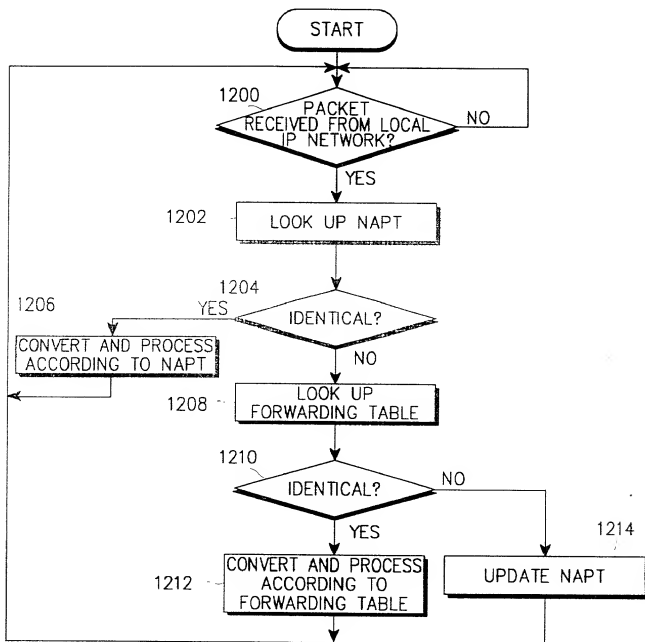 START
1200
PACKET
RECEIVED FROM LOCAL
IP NETWORK?
NO
YES
1202
LOOK UP NAPT
1204
YES
IDENTICAL?
1206
CONVERT AND PROCESS
ACCORDING TO NAPT
NO
1208
LOOK UP
FORWARDING TABLE
1210
IDENTICAL?
NO
YES
1214
1212
CONVERT AND PROCESS
ACCORDING TO
FORWARDING TABLE
UPDATE NAPT